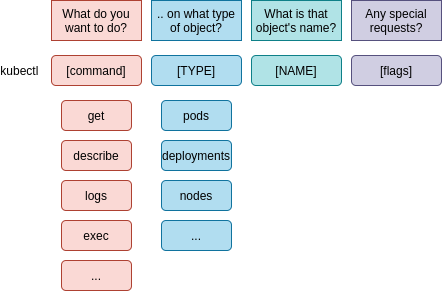 What do you
want to do?
.. on what type
of object?
What is that
object's name?
Any special
requests?
kubectl
[command]
[TYPE]
[NAME]
[flags]
get
pods
describe
deployments
logs
nodes
exec
...
...